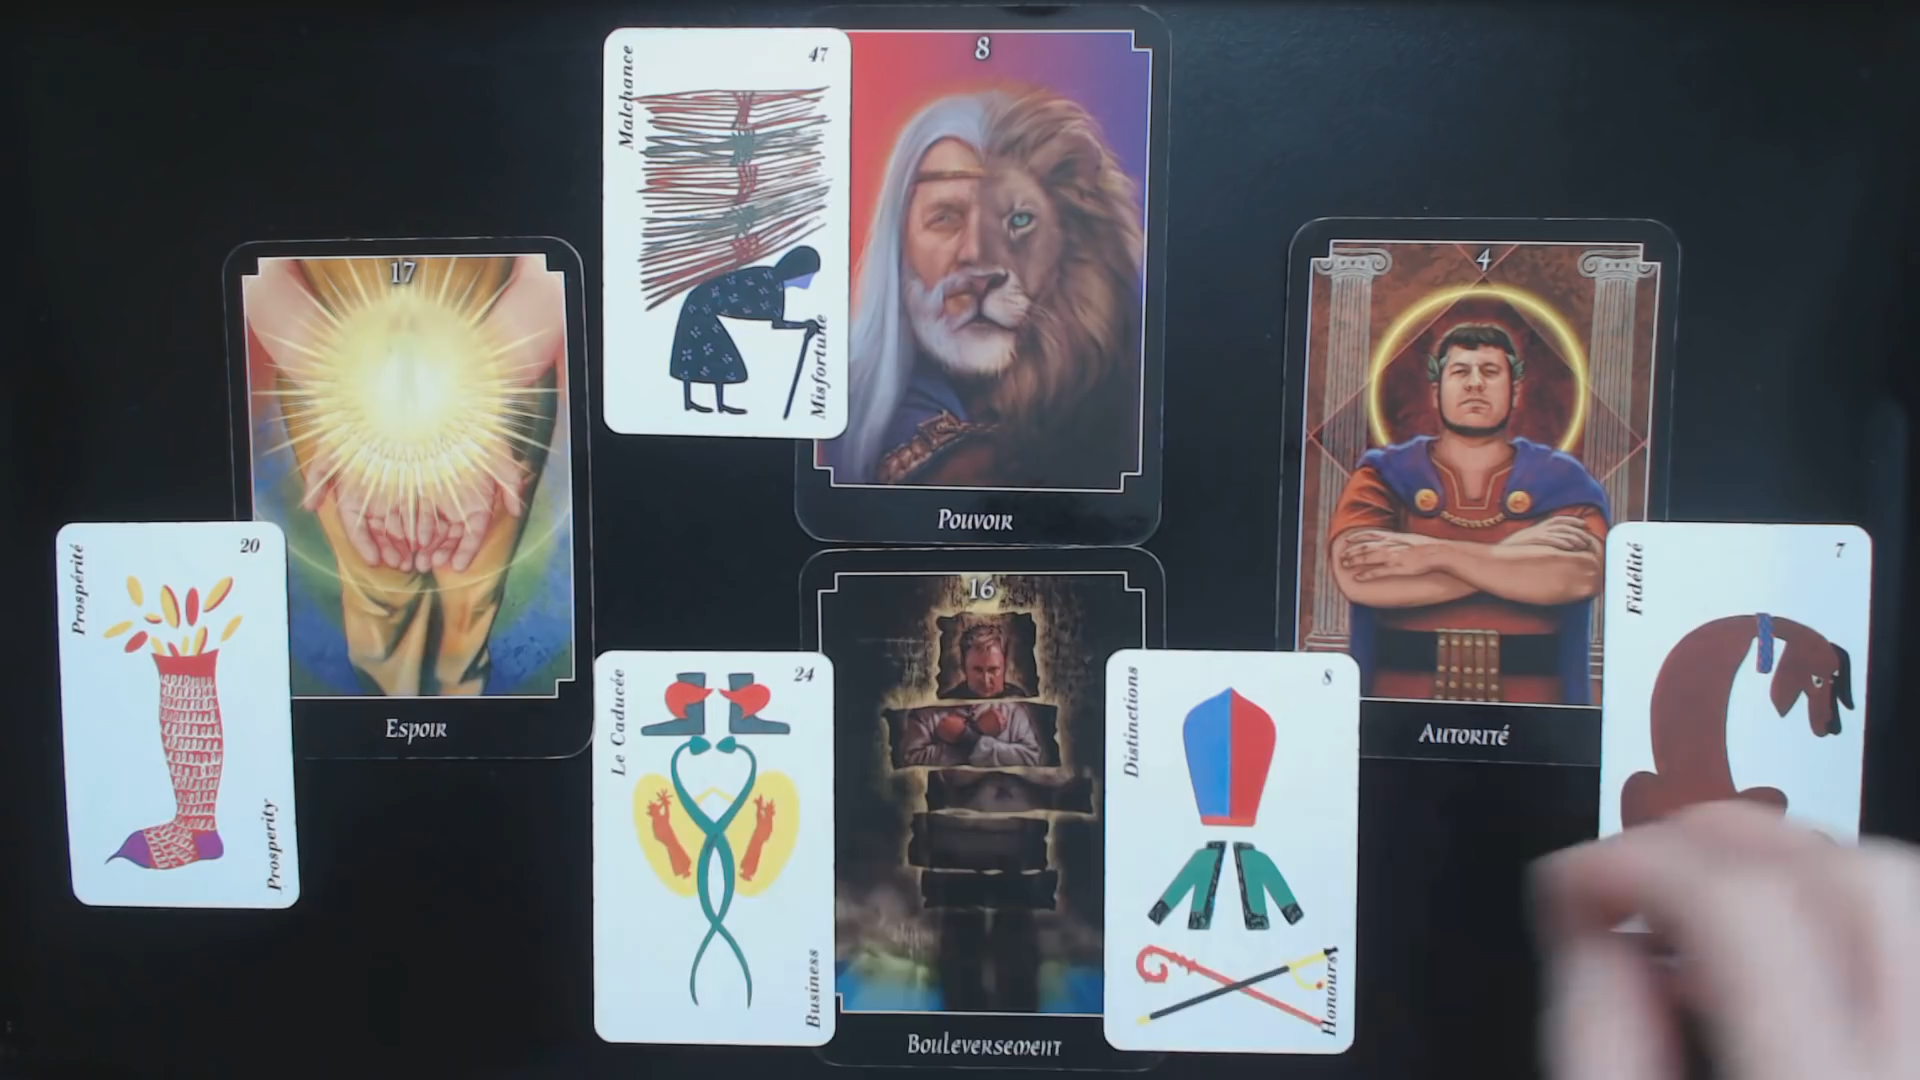 47
Malchance
Misfortune
8
Pouvoir
17
Espoir
4
Autorité
20
Prospérité
Prosperity
24
Le Caducée
Business
16
Bouleversement
8
Distinctions
Honours
7
Fidélité